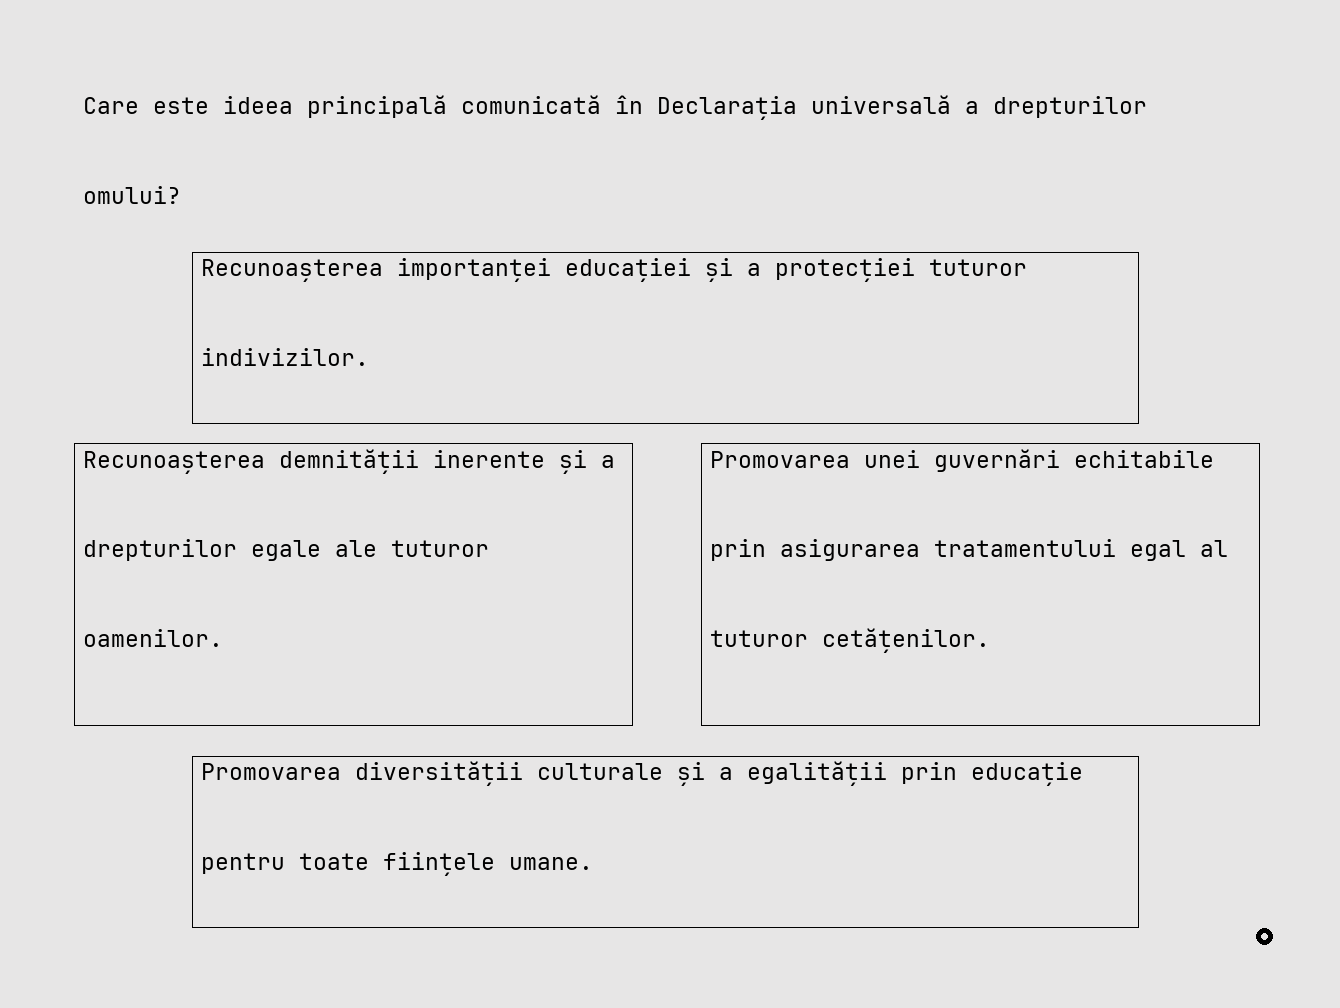 Care este ideea principală comunicată în Declarația universală a drepturilor
omului?
Recunoașterea importanței educației și a protecției tuturor
indivizilor.
Recunoașterea demnității inerente și a
drepturilor egale ale tuturor
oamenilor.
Promovarea unei guvernări echitabile
prin asigurarea tratamentului egal al
tuturor cetățenilor.
Promovarea diversității culturale și a egalității prin educație
pentru toate ființele umane.